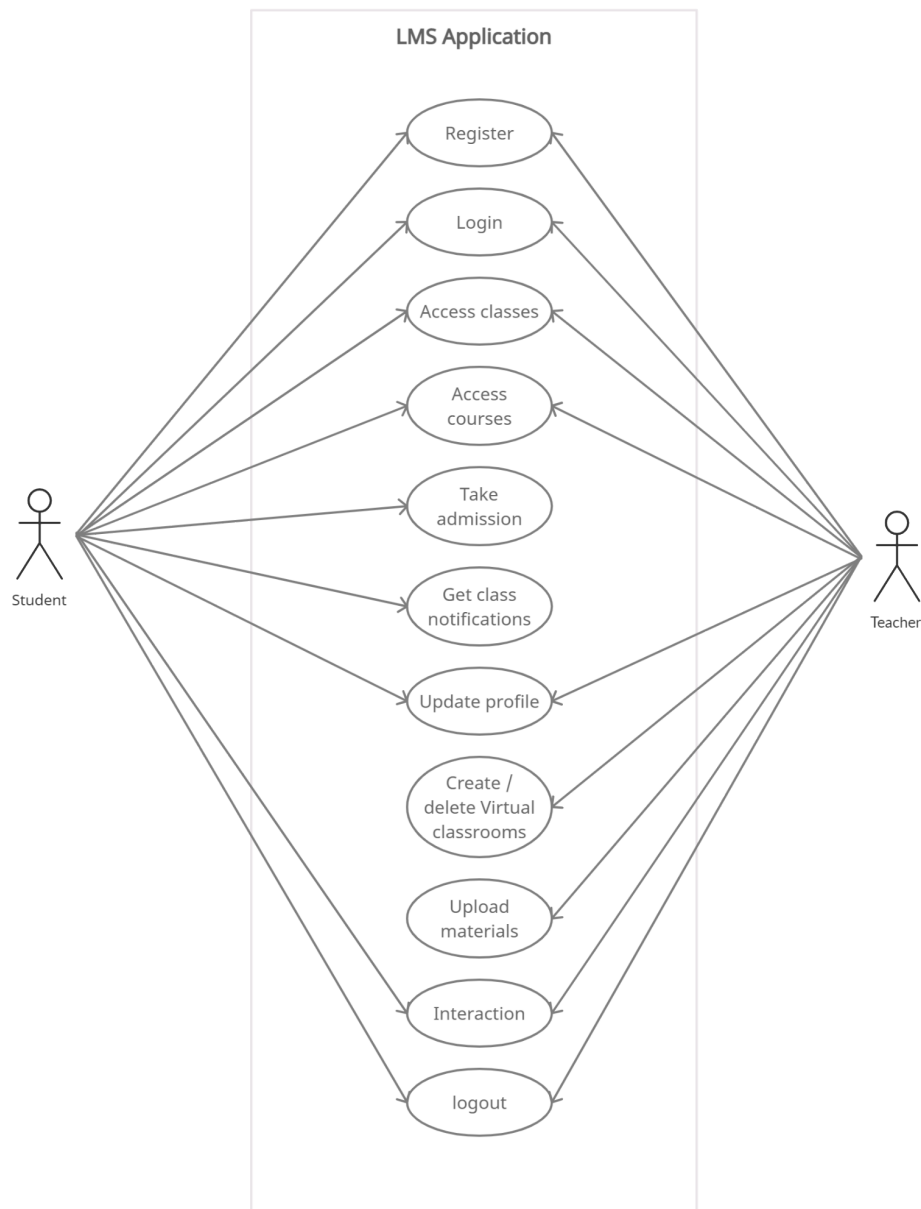 LMS Application
Register
Login
Access classes
Access
courses
Take
admission
Get class
notifications
Student
Teacher
Update profile
Create /
delete Virtual
classrooms
Upload
materials
Interaction
logout